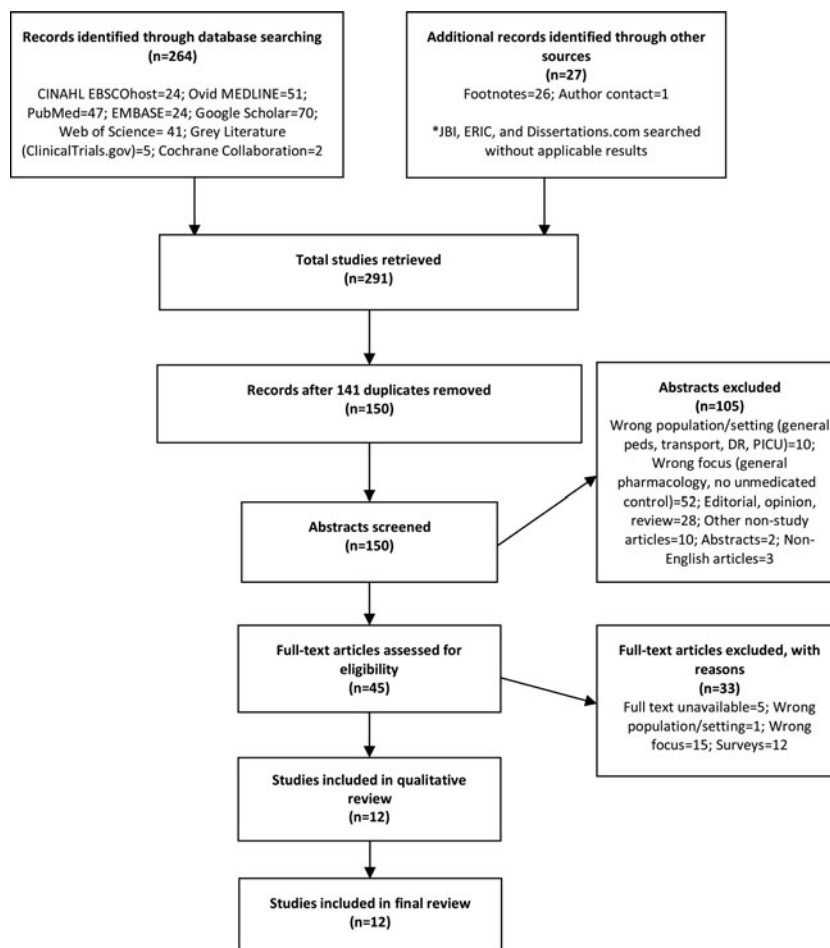 Records identified through database searching
(n=264)
CINAHL EBSCOhost=24; Ovid MEDLINE=51;
PubMed=47; EMBASE=24; Google Scholar=70;
Web of Science= 41; Grey Literature
(ClinicalTrials.gov)=5; Cochrane Collaboration=2
Additional records identified through other
sources
(n=27)
Footnotes=26; Author contact=1
*JBI, ERIC, and Dissertations.com searched
without applicable results
Total studies retrieved
(n=291)
Records after 141 duplicates removed
(n=150)
Abstracts excluded
(n=105)
Wrong population/setting (general
peds, transport, DR, PICU)=10;
Wrong focus (general
pharmacology, no unmedicated
control)=52; Editorial, opinion,
review=28; Other non-study
articles=10; Abstracts=2; Non-
English articles=3
Abstracts screened
(n=150)
Full-text articles assessed for
eligibility
(n=45)
Full-text articles excluded, with
reasons
(n=33)
Full text unavailable=5; Wrong
population/setting=1; Wrong
focus=15; Surveys=12
Studies included in qualitative
review
(n=12)
Studies included in final review
(n=12)